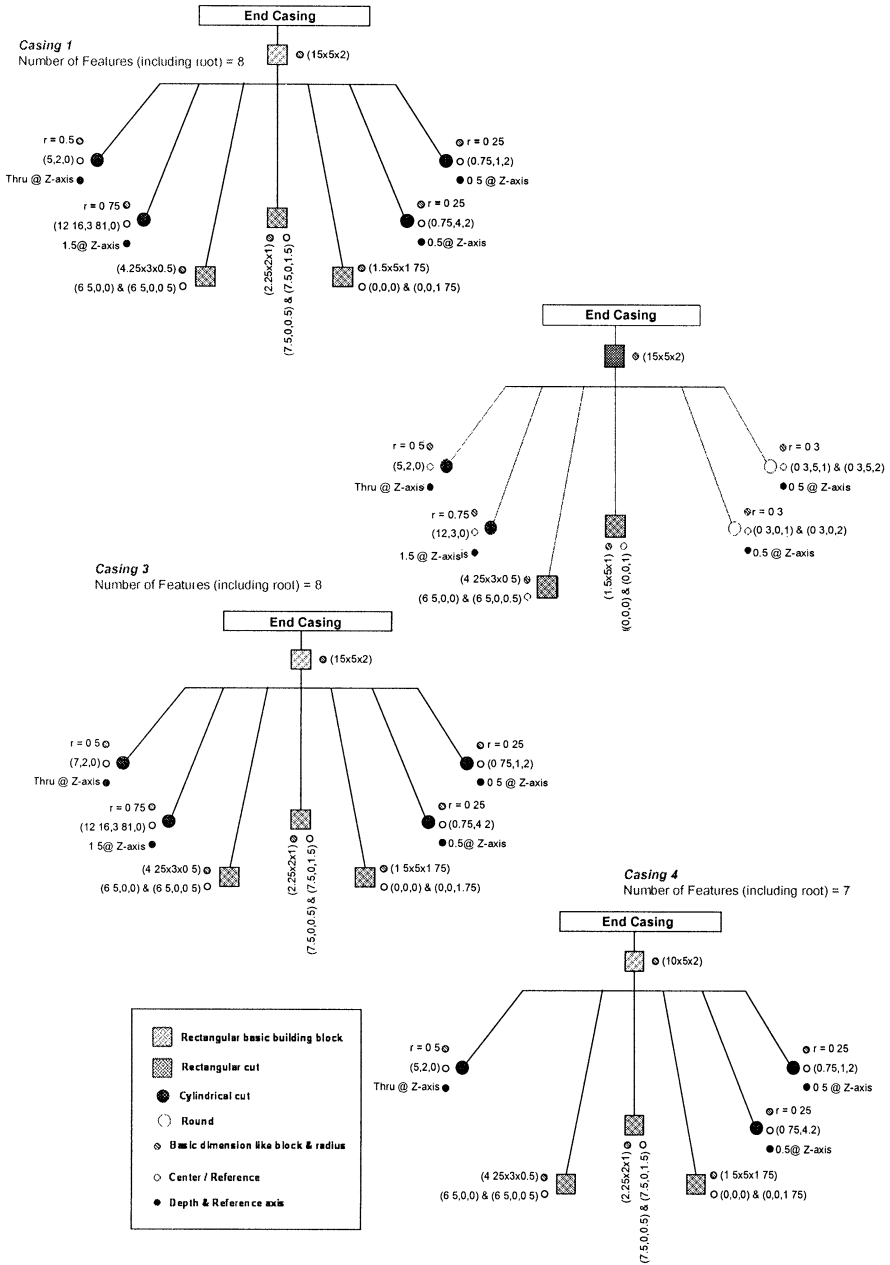 End Casing
Casing 1
Number of Features (including root) = 8
(15x5x2)
r = 0.5
(5,2,0)
Thru @ Z-axis
r = 0 75
(12 16,3 81,0)
1.5@ Z-axis
(4.25x3x0.5)
(6 5,0,0) & (6 5,0,0 5)
(2.25x2x1)
(7.5,0,0.5) & (7.5,0,1.5)
(1.5x5x1 75)
(0,0,0) & (0,0,1 75)
r = 0 25
(0.75,4,2)
0.5@ Z-axis
r = 0 25
(0.75,1,2)
0 5 @ Z-axis
End Casing
(15x5x2)
r = 0 5
(5,2,0)
Thru @ Z-axis
r = 0.75
(12,3,0)
1.5 @ Z-axis
(4 25x3x0 5)
(6 5,0,0) & (6 5,0,0.5)
(1.5x5x1)
(0,0,0) & (0,0,1)
r = 0 3
(0 3,0,1) & (0 3,0,2)
0.5 @ Z-axis
r = 0 3
(0 3,5,1) & (0 3,5,2)
0 5 @ Z-axis
Casing 3
Number of Features (including root) = 8
End Casing
(15x5x2)
r = 0 5
(7,2,0)
Thru @ Z-axis
r = 0 75
(12 16,3 81,0)
1 5@ Z-axis
(4 25x3x0 5)
(6 5,0,0) & (6 5,0,0 5)
(2.25x2x1)
(7.5,0,0.5) & (7.5,0,1.5)
(1 5x5x1 75)
(0,0,0) & (0,0,1.75)
r = 0 25
(0.75,4 2)
0.5@ Z-axis
r = 0 25
(0 75,1,2)
0 5 @ Z-axis
Casing 4
Number of Features (including root) = 7
End Casing
(10x5x2)
r = 0 5
(5,2,0)
Thru @ Z-axis
(4 25x3x0.5)
(6 5,0,0) & (6 5,0,0 5)
(2.25x2x1)
(7.5,0,0.5) & (7.5,0,1.5)
(1 5x5x1 75)
(0,0,0) & (0,0,1 75)
r = 0 25
(0 75,4.2)
0.5@ Z-axis
r = 0 25
(0.75,1,2)
0 5 @ Z-axis
Rectangular basic building block
Rectangular cut
Cylindrical cut
Round
Basic dimension like block & radius
Center / Reference
Depth & Reference axis